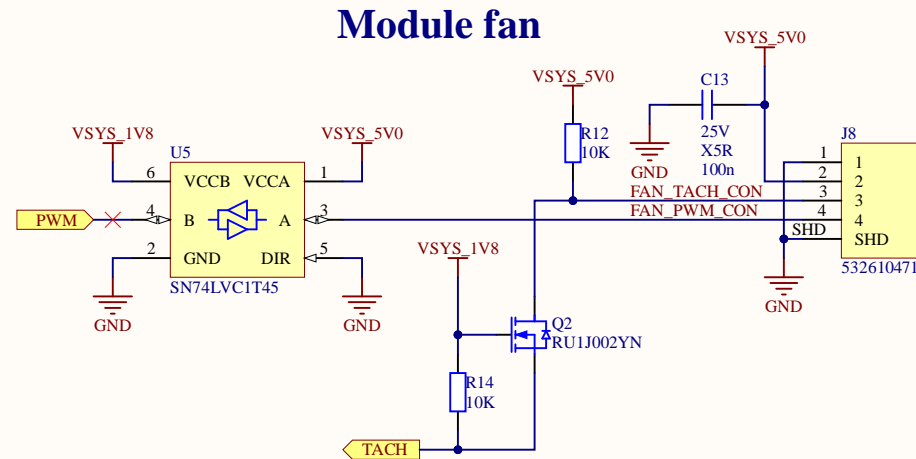 Module fan
VSYS_5V0
VSYS_5V0
C13
VSYS_1V8
VSYS_5V0
R12
10K
25V
X5R
100n
GND
J8
U5
6
VCCB
VCCA
1
1
1
2
2
FAN_TACH_CON
3
3
PWM
4
B
A
3
FAN_PWM_CON
4
4
2
GND
DIR
5
SHD
SHD
VSYS_1V8
532610471
SN74LVC1T45
GND
GND
GND
Q2
RU1J002YN
R14
10K
TACH